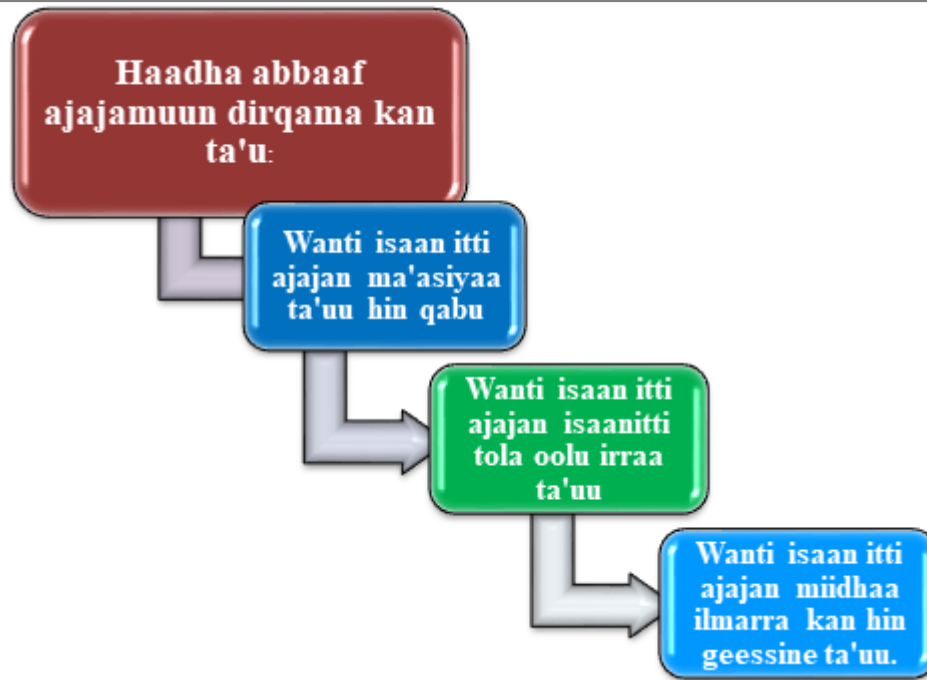 Haadha abbaaf
ajajamuun dirqama kan
ta'u:
Wanti isaan itti
ajajan ma'asiyaa
ta'uu hin qabu
Wanti isaan itti
ajajan isaanitti
tola oolu irraa
ta'uu
Wanti isaan itti
ajajan miidhaa
ilmarra kan hin
geessine ta'uu.